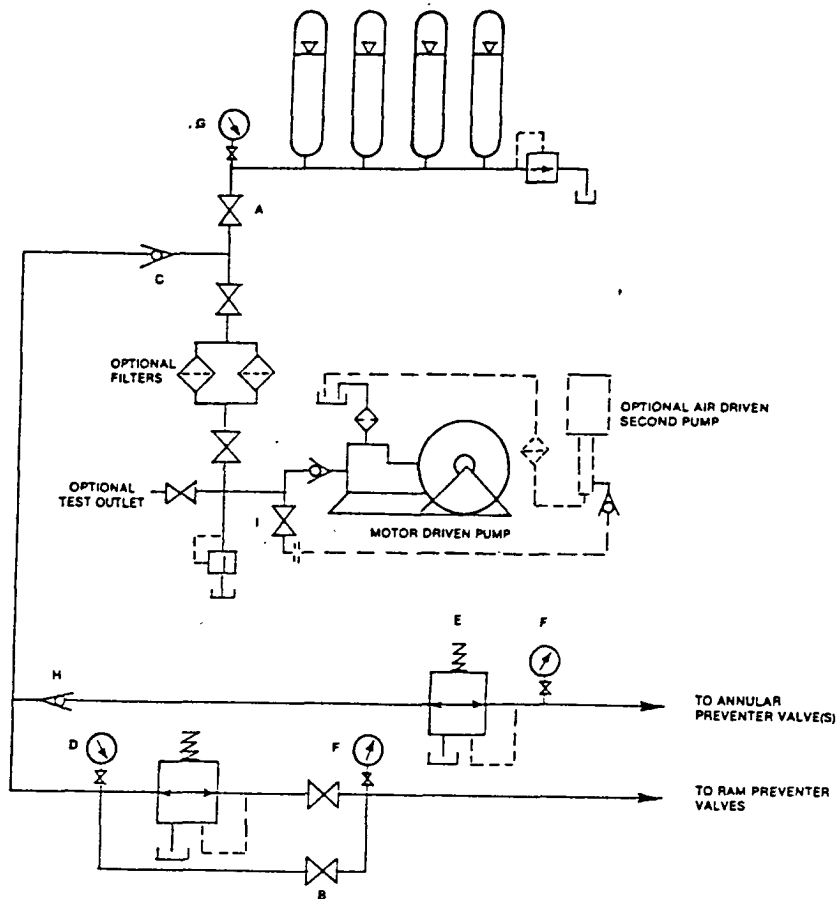 G
A
C
OPTIONAL
FILTERS
OPTIONAL AIR DRIVEN
SECOND PUMP
OPTIONAL
TEST OUTLET
I
MOTOR DRIVEN PUMP
E
F
H
TO ANNULAR
PREVENTER VALVE(S)
D
F
TO RAM PREVENTER
VALVES
B